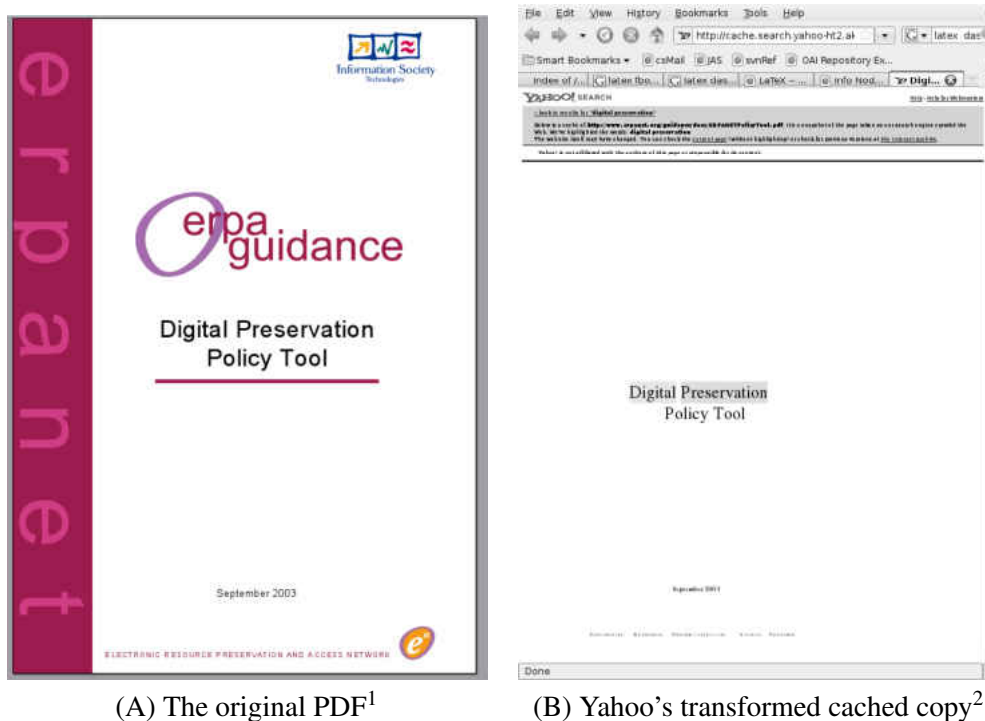 erpanet
Information Society
Technologies
erpa
guidance
Digital Preservation
Policy Tool
September 2003
ELECTRONIC RESOURCE PRESERVATION AND ACCESS NETWORK
e
(A) The original PDF1
File Edit View History Bookmarks Tools Help
http://cache.search.yahoo-ht2.ak
latex das
Smart Bookmarks csMail JAS svnRef OAI Repository Ex...
Index of /... latex fbo... latex das... LaTeX – ... Info Nod... Digi...
YAHOO! SEARCH
Digital Preservation
Policy Tool
September 2003
Done
(B) Yahoo's transformed cached copy2